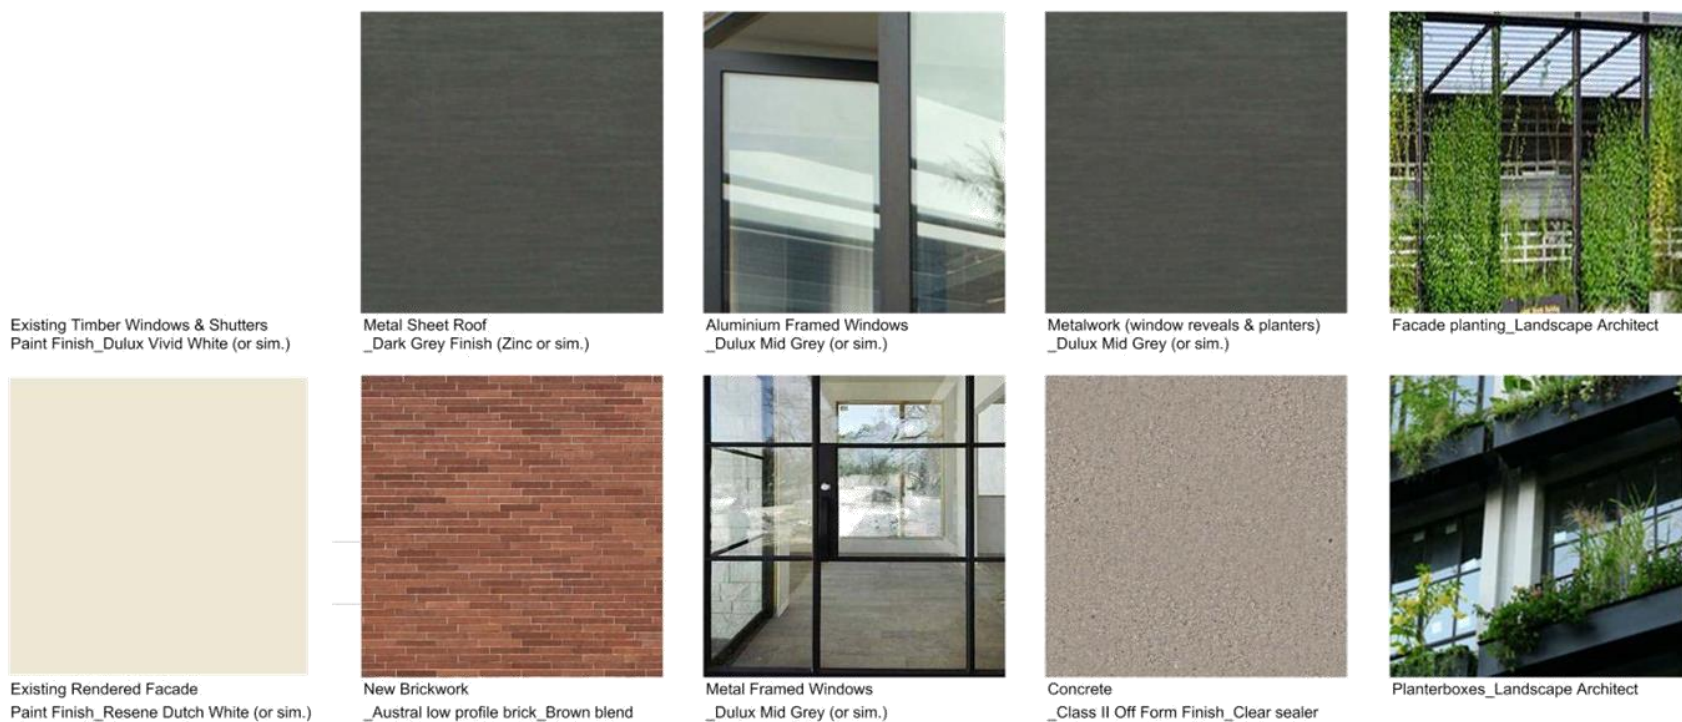 Existing Timber Windows & Shutters
Paint Finish_Dulux Vivid White (or sim.)
Metal Sheet Roof
_Dark Grey Finish (Zinc or sim.)
Aluminium Framed Windows
_Dulux Mid Grey (or sim.)
Metalwork (window reveals & planters)
_Dulux Mid Grey (or sim.)
Facade planting_Landscape Architect
Existing Rendered Facade
Paint Finish_Resene Dutch White (or sim.)
New Brickwork
_Austral low profile brick_Brown blend
Metal Framed Windows
_Dulux Mid Grey (or sim.)
Concrete
_Class II Off Form Finish_Clear sealer
Planterboxes_Landscape Architect